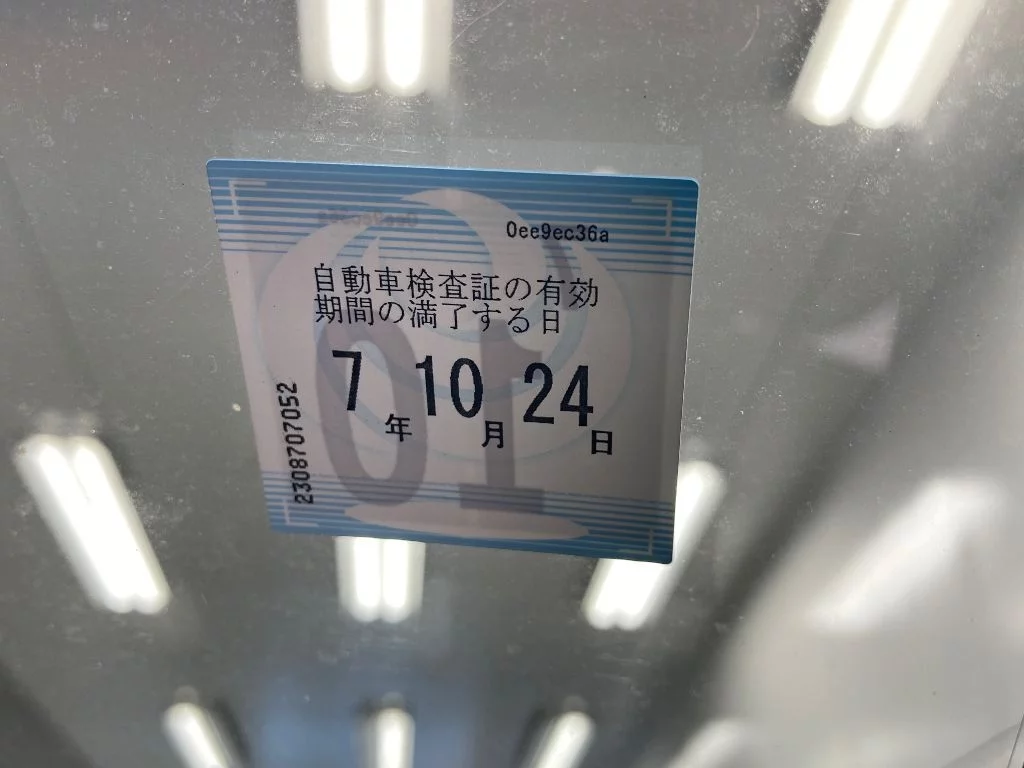 0ee9ec36a
自動車検査証の有効
期間の満了する日
7年 10月 24日
2308707052